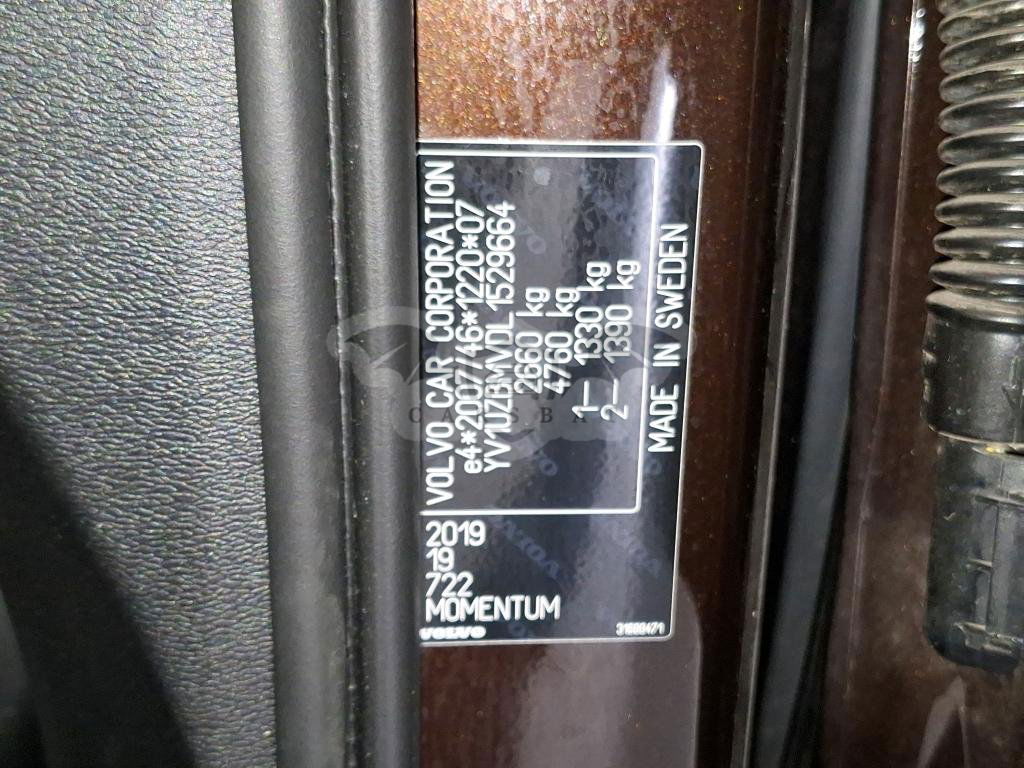 VOLVO CAR CORPORATION
e4*2007/46*1220*07
YV1UZBMVDL1529664
2660 kg
4760 kg
1— 1330 kg
2— 1390 kg
MADE IN SWEDEN
2019
19
722
MOMENTUM
VOLVO
31690471